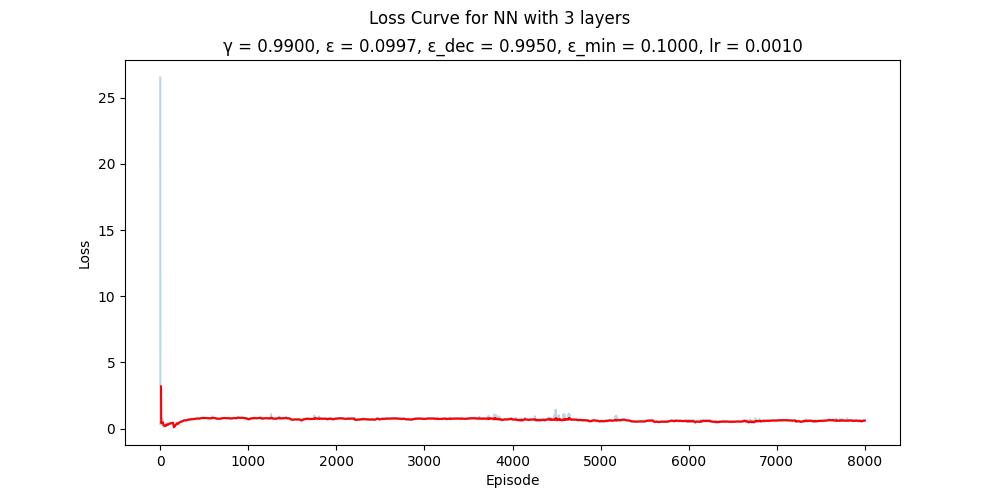 Loss Curve for NN with 3 layers
γ = 0.9900, ε = 0.0997, ε_dec = 0.9950, ε_min = 0.1000, lr = 0.0010
25
20
15
10
5
0
Loss
0 1000 2000 3000 4000 5000 6000 7000 8000
Episode